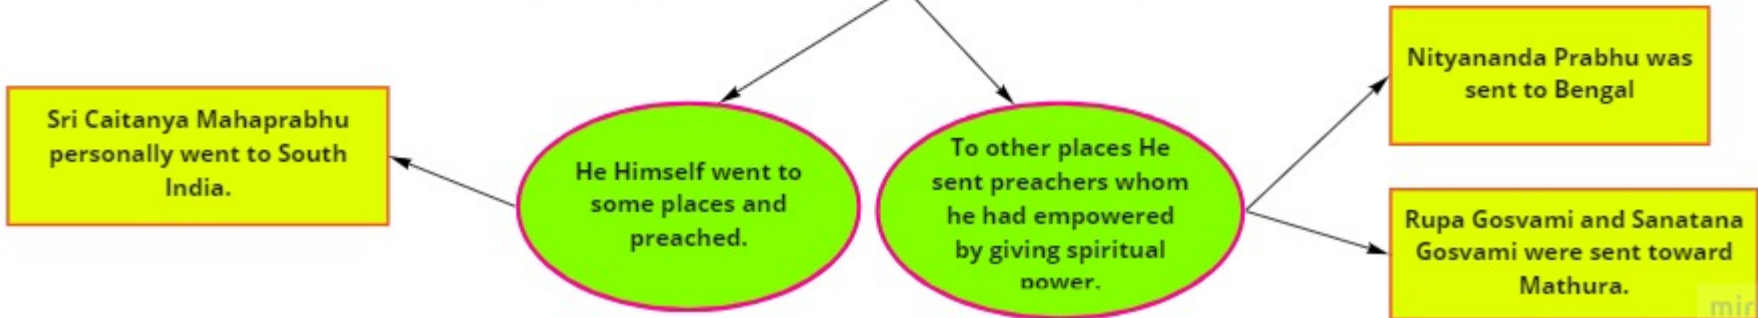 Sri Caitanya Mahaprabhu
personally went to South
India.
He Himself went to
some places and
preached.
To other places He
sent preachers whom
he had empowered
by giving spiritual
power.
Nityananda Prabhu was
sent to Bengal
Rupa Gosvami and Sanatana
Gosvami were sent toward
Mathura.